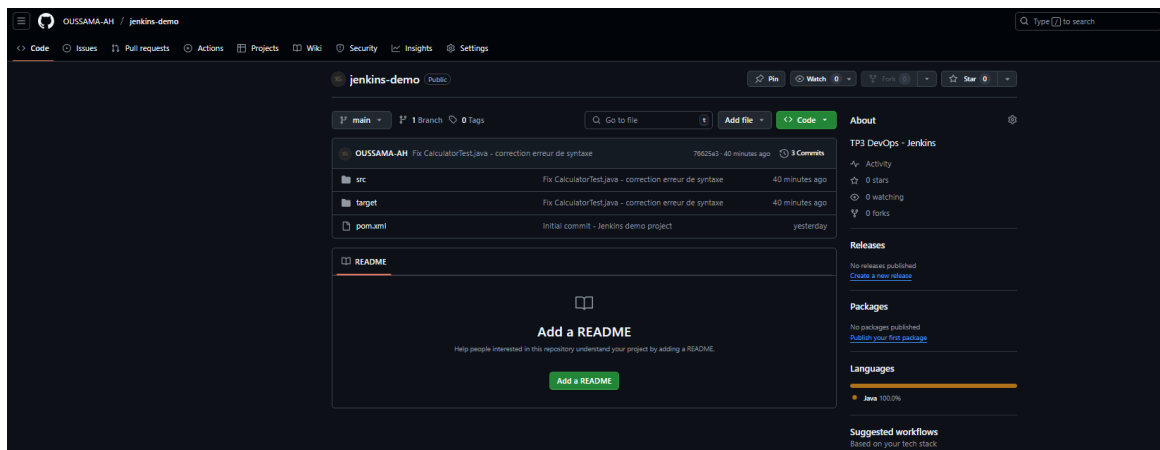 OUSSAMA-AH / jenkins-demo
Type / to search
Code Issues Pull requests Actions Projects Wiki Security Insights Settings
jenkins-demo Public
Pin Watch 0 Fork 0 Star 0
main 1 Branch 0 Tags Go to file t Add file Code
OUSSAMA-AH Fix CalculatorTest.java - correction erreur de syntaxe 76625e3 · 40 minutes ago 3 Commits
src Fix CalculatorTest.java - correction erreur de syntaxe 40 minutes ago
target Fix CalculatorTest.java - correction erreur de syntaxe 40 minutes ago
pom.xml Initial commit - Jenkins demo project yesterday
README
Add a README
Help people interested in this repository understand your project by adding a README.
Add a README
About
TP3 DevOps - Jenkins
Activity
0 stars
0 watching
0 forks
Releases
No releases published
Create a new release
Packages
No packages published
Publish your first package
Languages
Java 100.0%
Suggested workflows
Based on your tech stack